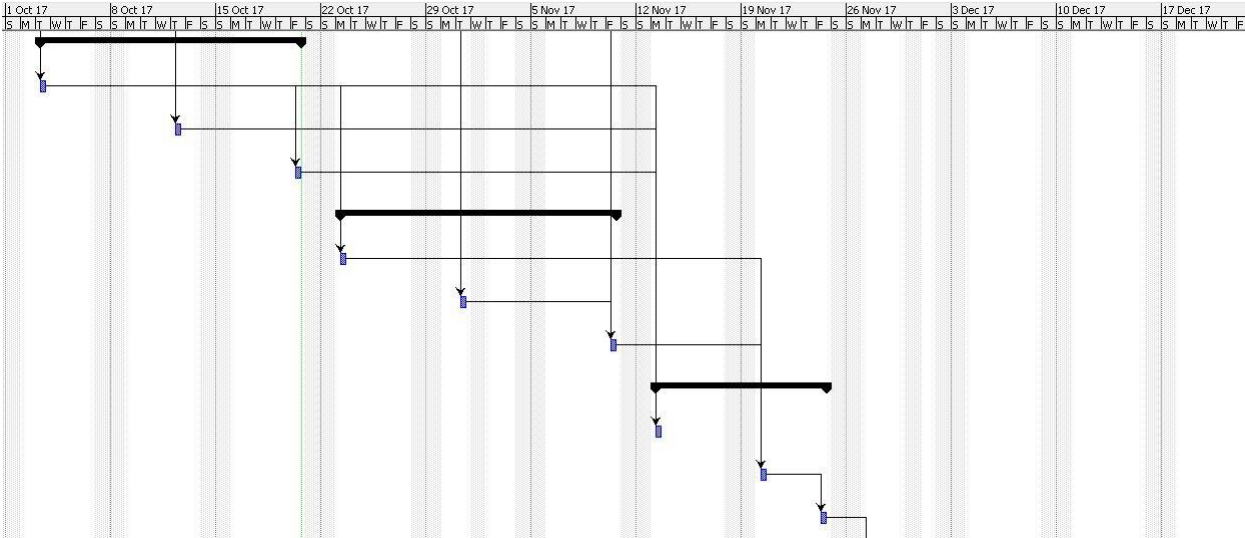 1 Oct 17 8 Oct 17 15 Oct 17 22 Oct 17 29 Oct 17 5 Nov 17 12 Nov 17 19 Nov 17 26 Nov 17 3 Dec 17 10 Dec 17 17 Dec 17
S M T W T F S S M T W T F S S M T W T F S S M T W T F S S M T W T F S S M T W T F S S M T W T F S S M T W T F S S M T W T F S S M T W T F S S M T W T F S S M T W T F